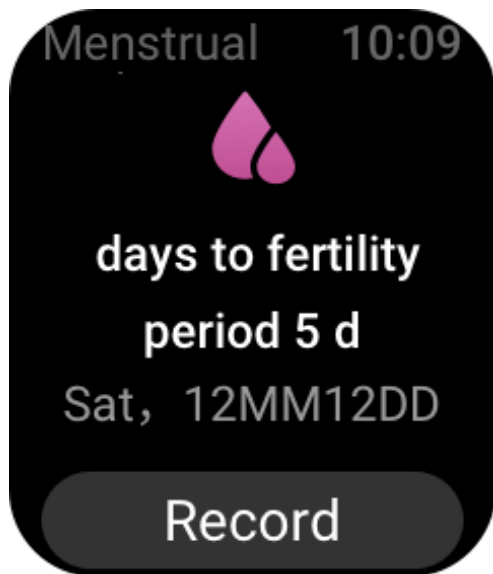 Menstrual 10:09
days to fertility
period 5 d
Sat，12MM12DD
Record